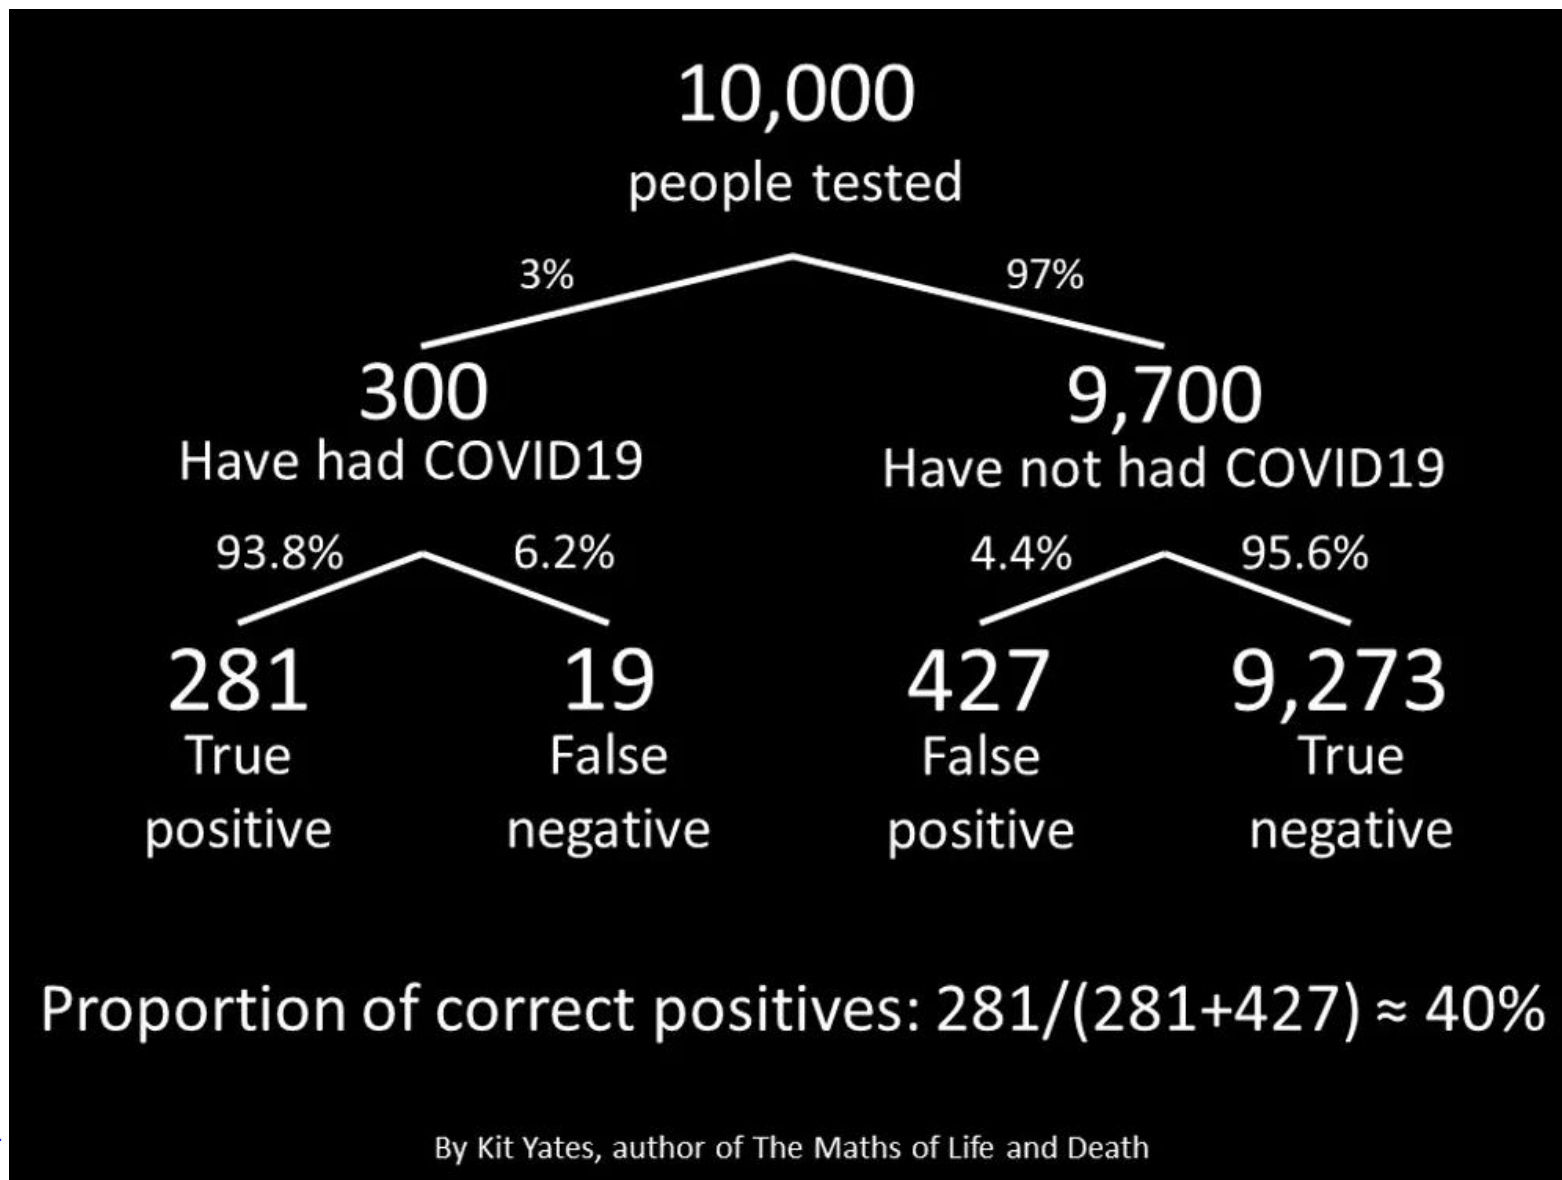 10,000
people tested
3% 97%
300 9,700
Have had COVID19 Have not had COVID19
93.8% 6.2% 4.4% 95.6%
281 19 427 9,273
True False False True
positive negative positive negative
Proportion of correct positives: 281/(281+427) ≈ 40%
By Kit Yates, author of The Maths of Life and Death